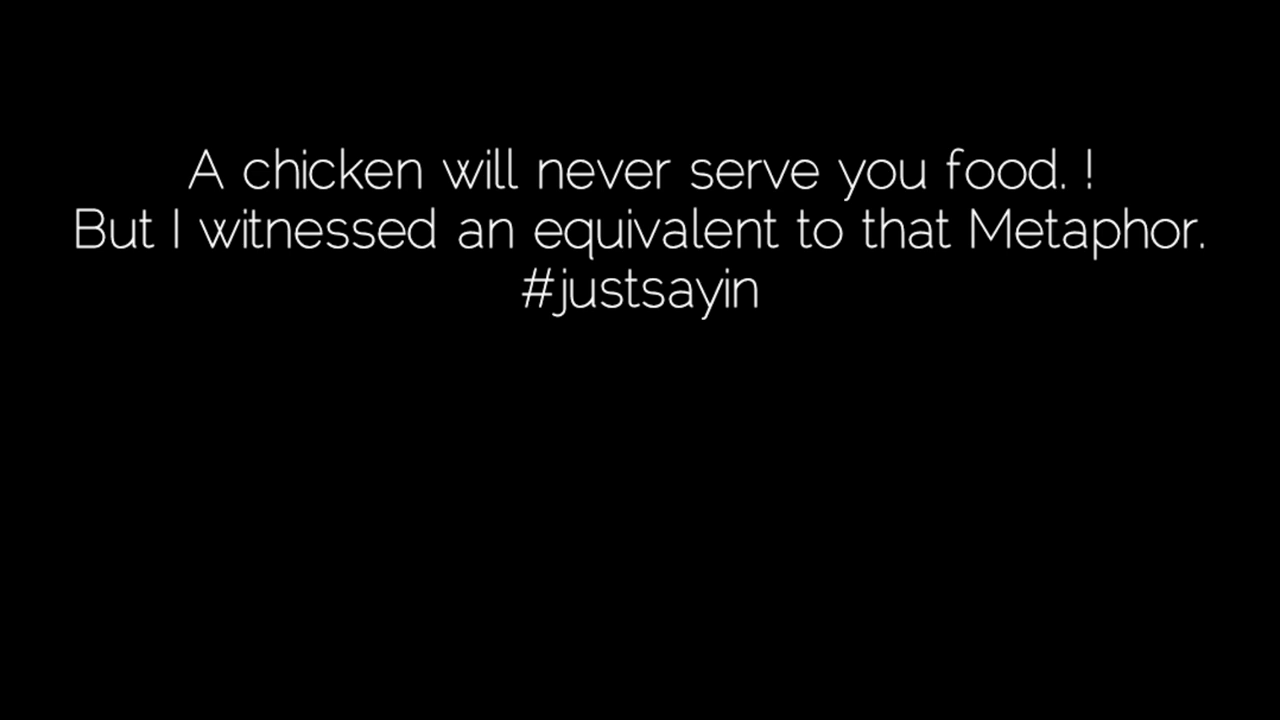 A chicken will never serve you food. !
But I witnessed an equivalent to that Metaphor.
#justsayin